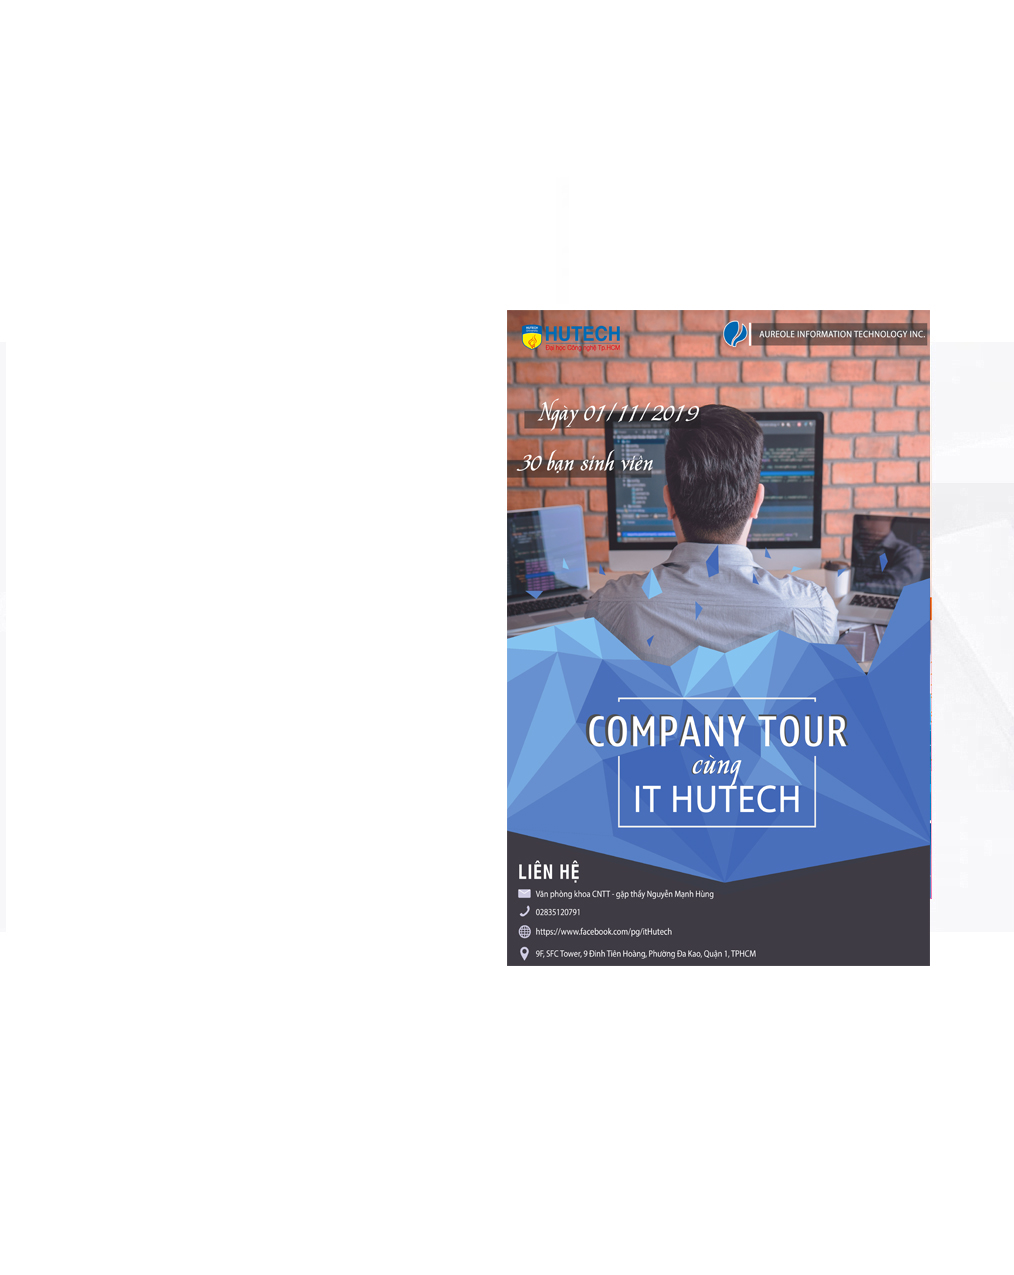 HUTECH
HUTECH
Đại học Công nghệ Tp.HCM
AUREOLE INFORMATION TECHNOLOGY INC.
Ngày 01/11/2019
30 bạn sinh viên
COMPANY TOUR
cùng
IT HUTECH
LIÊN HỆ
Văn phòng khoa CNTT - gặp thầy Nguyễn Mạnh Hùng
02835120791
https://www.facebook.com/pg/itHutech
9F, SFC Tower, 9 Đinh Tiên Hoàng, Phường Đa Kao, Quận 1, TPHCM